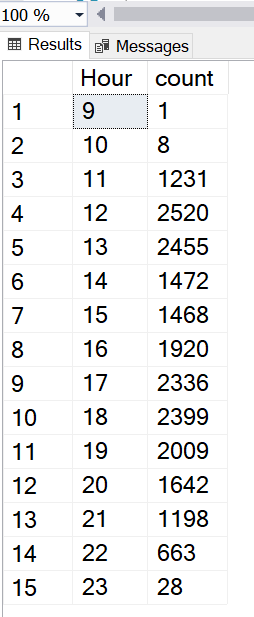 100 %
Results Messages
Hour count
1 9 1
2 10 8
3 11 1231
4 12 2520
5 13 2455
6 14 1472
7 15 1468
8 16 1920
9 17 2336
10 18 2399
11 19 2009
12 20 1642
13 21 1198
14 22 663
15 23 28